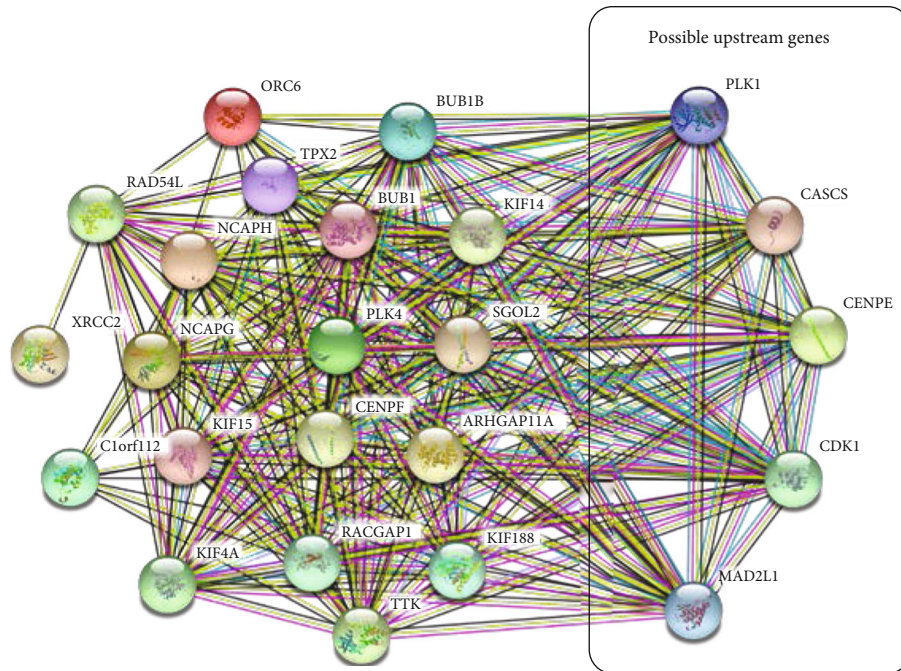 Possible upstream genes
ORC6
BUB1B
PLK1
TPX2
RAD54L
BUB1
KIF14
CASCS
NCAPH
CENPE
XRCC2
NCAPG
PLK4
SGOL2
CENPF
ARHGAP11A
KIF15
C1orf112
CDK1
RACGAP1
KIF188
KIF4A
MAD2L1
TTK